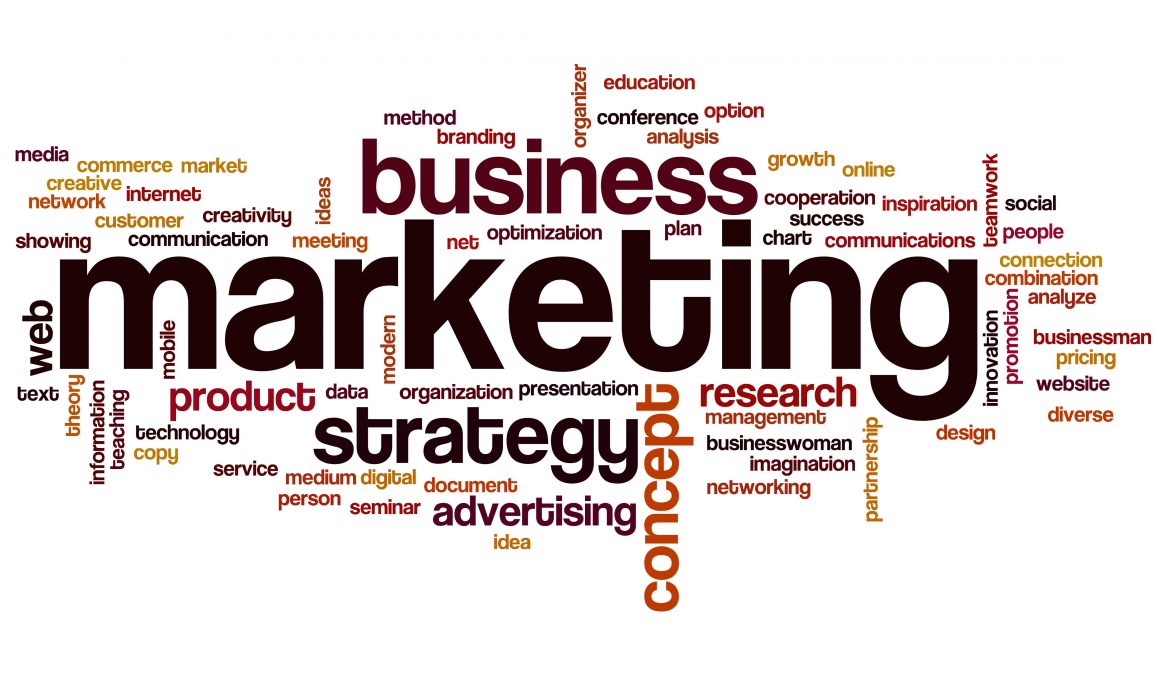 organizer
education
method
conference
option
branding
analysis
media
commerce
market
business
growth
online
creative
internet
network
ideas
cooperation
inspiration
teamwork
social
customer
creativity
success
showing
communication
meeting
net
optimization
plan
chart
communications
people
marketing
connection
combination
analyze
web
mobile
modern
innovation
promotion
businessman
pricing
text
theory
information
teaching
product
data
organization
presentation
concept
research
website
management
diverse
technology
strategy
businesswoman
partnership
design
copy
service
imagination
medium
digital
document
networking
person
seminar
advertising
idea